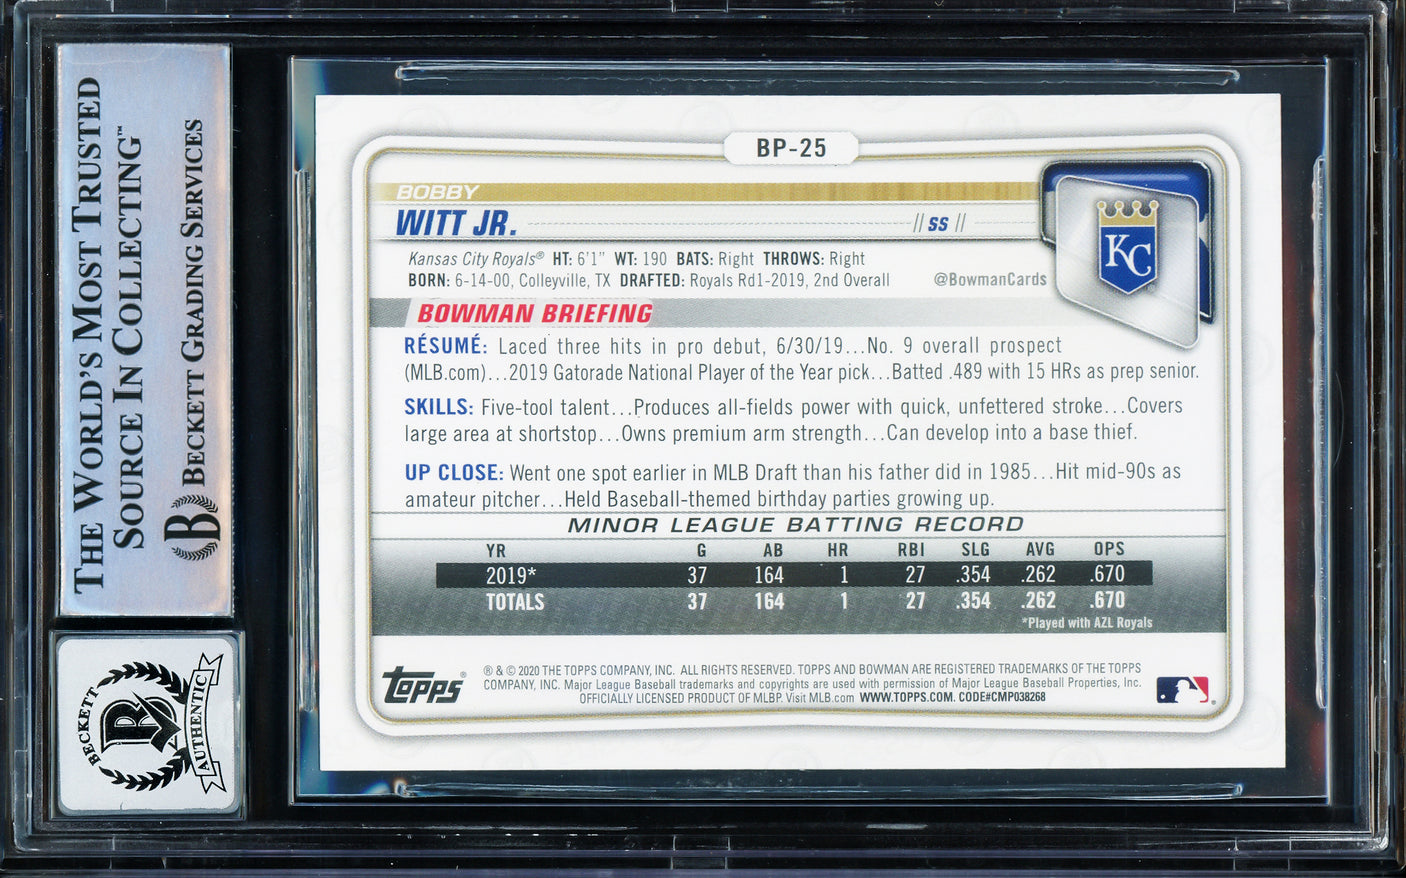 THE WORLD'S MOST TRUSTED
SOURCE IN COLLECTING™
B BECKETT GRADING SERVICES
BECKETT
B
AUTHENTIC
BP-25
BOBBY
WITT JR.
// SS //
KC
Kansas City Royals® HT: 6'1" WT: 190 BATS: Right THROWS: Right
BORN: 6-14-00, Colleyville, TX DRAFTED: Royals Rd1-2019, 2nd Overall
@BowmanCards
BOWMAN BRIEFING
RÉSUMÉ: Laced three hits in pro debut, 6/30/19...No. 9 overall prospect
(MLB.com)...2019 Gatorade National Player of the Year pick...Batted .489 with 15 HRs as prep senior.
SKILLS: Five-tool talent...Produces all-fields power with quick, unfettered stroke...Covers
large area at shortstop...Owns premium arm strength...Can develop into a base thief.
UP CLOSE: Went one spot earlier in MLB Draft than his father did in 1985...Hit mid-90s as
amateur pitcher...Held Baseball-themed birthday parties growing up.
MINOR LEAGUE BATTING RECORD
YR G AB HR RBI SLG AVG OPS
2019* 37 164 1 27 .354 .262 .670
TOTALS 37 164 1 27 .354 .262 .670
*Played with AZL Royals
Topps®
® & © 2020 THE TOPPS COMPANY, INC. ALL RIGHTS RESERVED. TOPPS AND BOWMAN ARE REGISTERED TRADEMARKS OF THE TOPPS
COMPANY, INC. Major League Baseball trademarks and copyrights are used with permission of Major League Baseball Properties, Inc.
OFFICIALLY LICENSED PRODUCT OF MLBP. Visit MLB.com WWW.TOPPS.COM. CODE#CMP038268